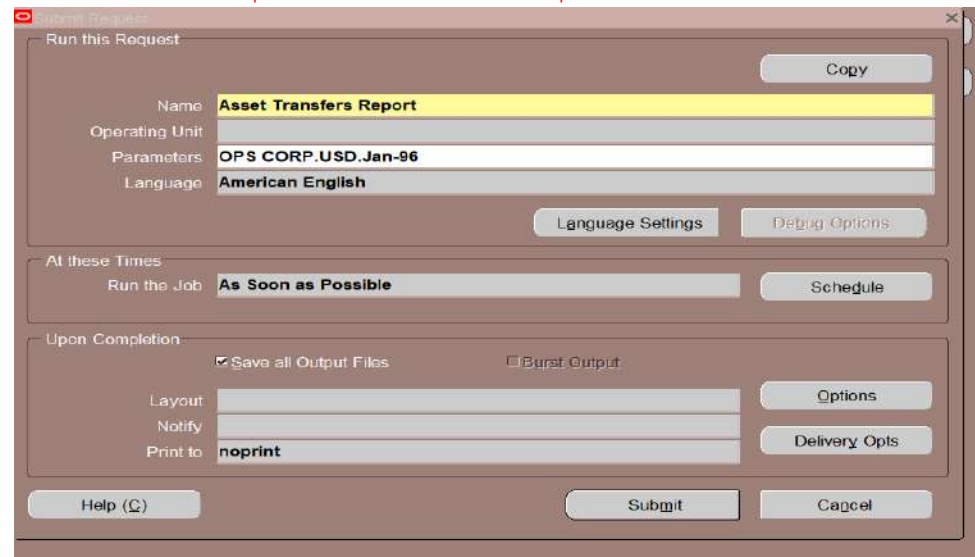 Submit Request
Run this Request
Copy
Name Asset Transfers Report
Operating Unit
Parameters OPS CORP.USD.Jan-96
Language American English
Language Settings Debug Options
At these Times
Run the Job As Soon as Possible Schedule
Upon Completion
Save all Output Files Burst Output
Layout Options
Notify
Delivery Opts
Print to noprint
Help (C) Submit Cancel